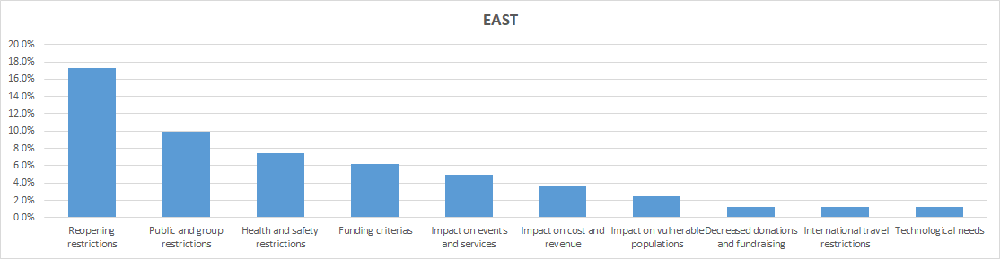 EAST
20.0%
18.0%
16.0%
14.0%
12.0%
10.0%
8.0%
6.0%
4.0%
2.0%
0.0%
Reopening
restrictions
Public and group
restrictions
Health and safety
restrictions
Funding criterias
Impact on events
and services
Impact on cost and
revenue
Impact on vulnerable
populations
Decreased donations
and fundraising
International travel
restrictions
Technological needs